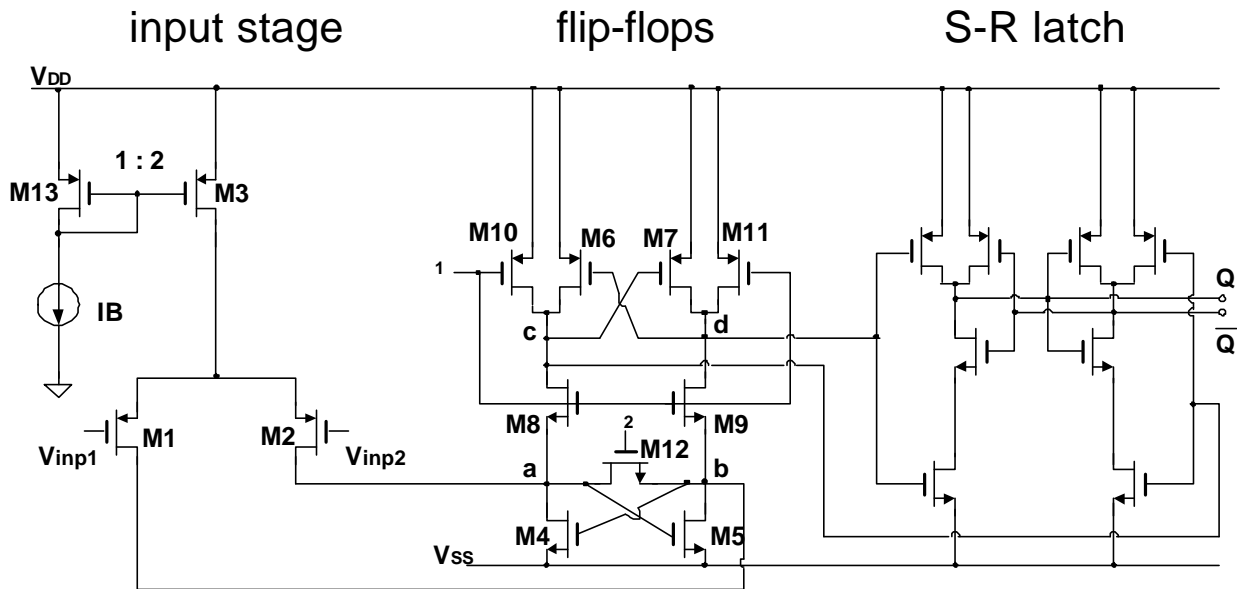 input stage
flip-flops
S-R latch
VDD
1 : 2
M13
M3
M10
M6
M7
M11
1
IB
c
d
Q
Q
M8
M9
2
M12
M1
M2
Vinp1
Vinp2
a
b
M4
M5
VSS